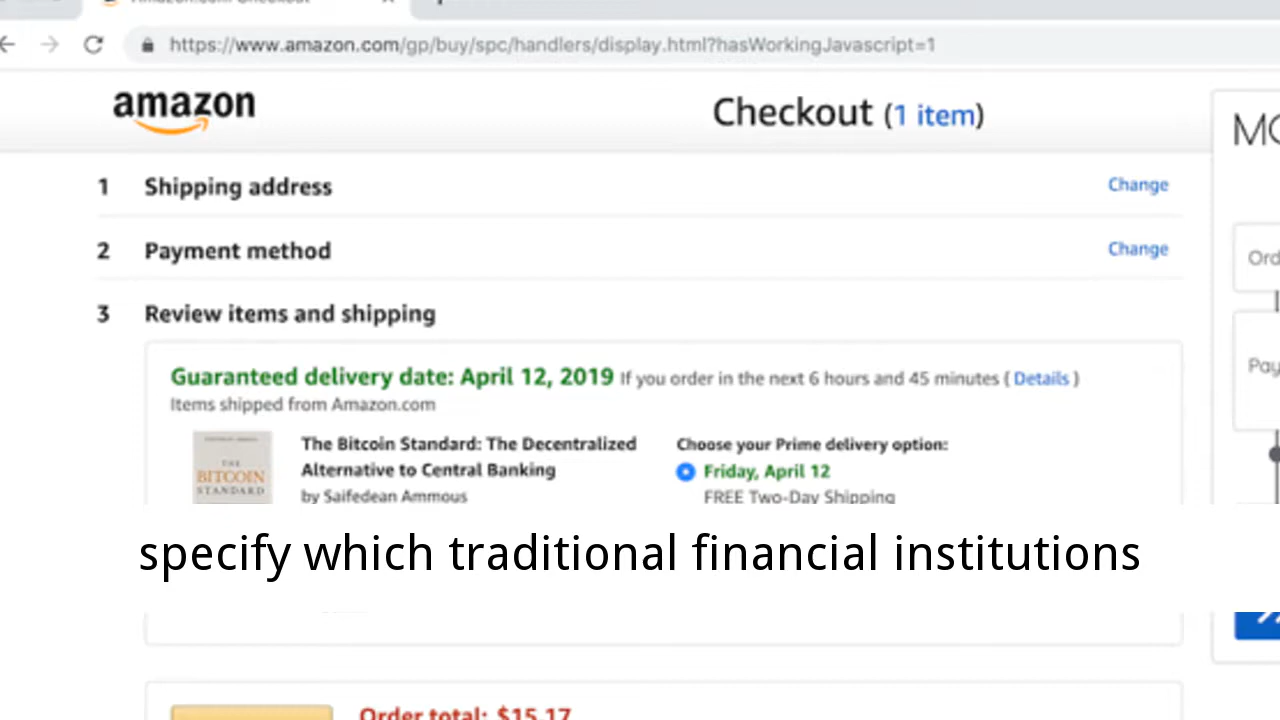 https://www.amazon.com/gp/buy/spc/handlers/display.html?hasWorkingJavascript=1
amazon
Checkout (1 item)
1 Shipping address Change
2 Payment method Change
3 Review items and shipping
Guaranteed delivery date: April 12, 2019 If you order in the next 6 hours and 45 minutes ( Details )
Items shipped from Amazon.com
THE
BITCOIN
STANDARD
The Bitcoin Standard: The Decentralized
Alternative to Central Banking
by Saifedean Ammous
Choose your Prime delivery option:
Friday, April 12
FREE Two-Day Shipping
specify which traditional financial institutions
Order total: $15.17